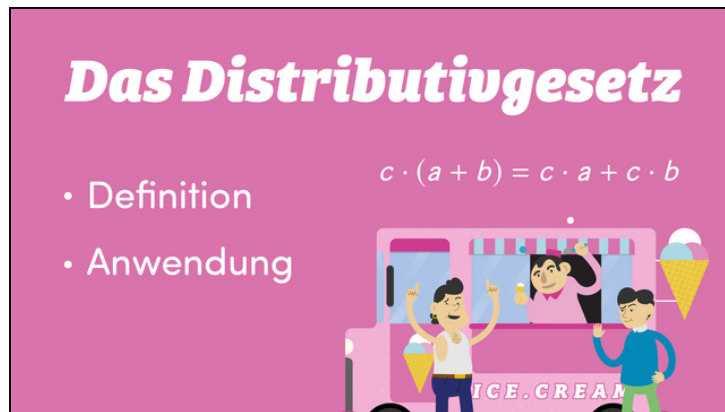 Das Distributivgesetz
c · (a + b) = c · a + c · b
• Definition
• Anwendung
ICE.CREAM